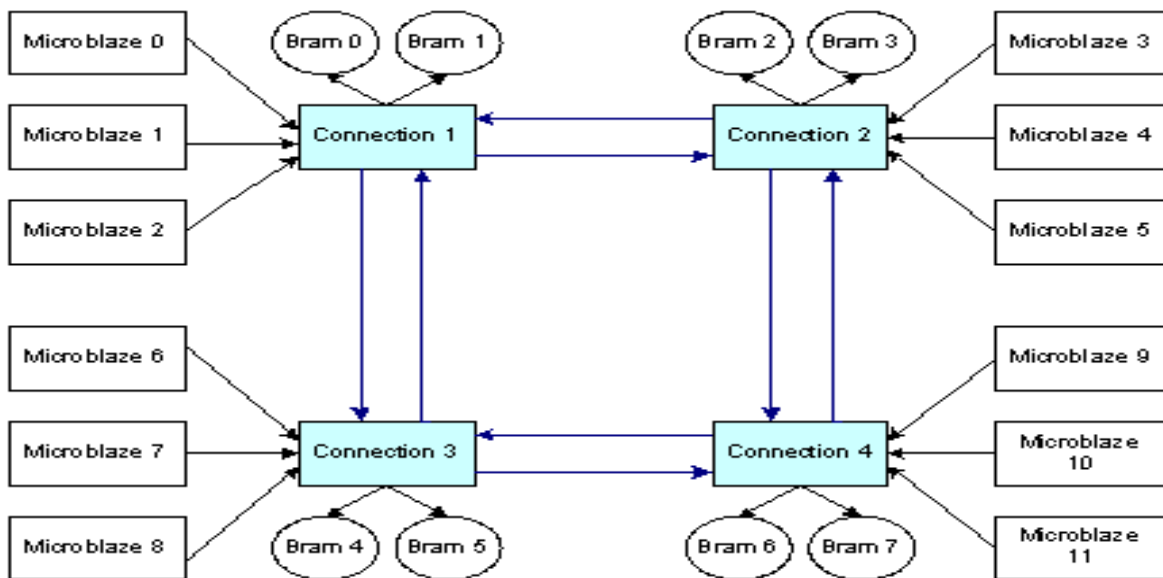 Microblaze 0
Bram 0
Bram 1
Bram 2
Bram 3
Microblaze 3
Microblaze 1
Connection 1
Connection 2
Microblaze 4
Microblaze 2
Microblaze 5
Microblaze 6
Microblaze 9
Microblaze 7
Connection 3
Connection 4
Microblaze
10
Microblaze 8
Bram 4
Bram 5
Bram 6
Bram 7
Microblaze
11